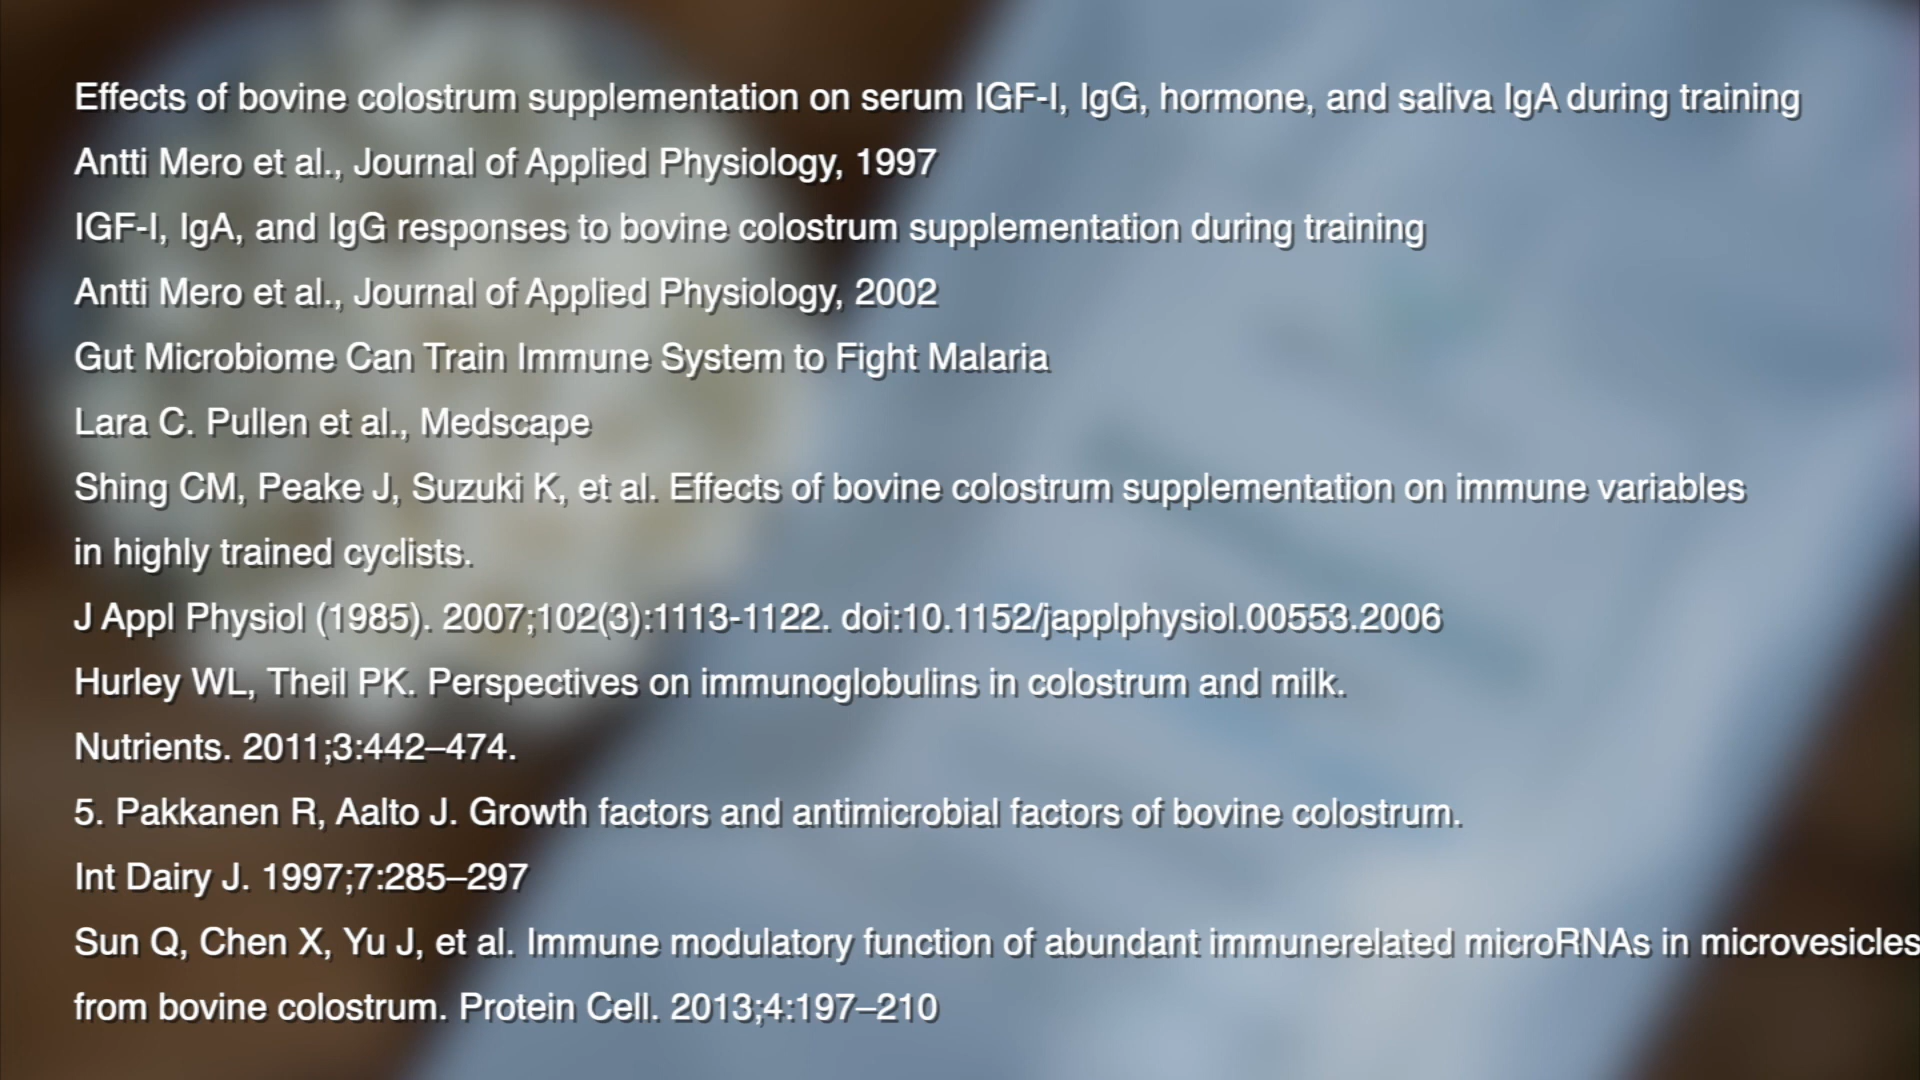 Effects of bovine colostrum supplementation on serum IGF-I, IgG, hormone, and saliva IgA during training
Antti Mero et al., Journal of Applied Physiology, 1997
IGF-I, IgA, and IgG responses to bovine colostrum supplementation during training
Antti Mero et al., Journal of Applied Physiology, 2002
Gut Microbiome Can Train Immune System to Fight Malaria
Lara C. Pullen et al., Medscape
Shing CM, Peake J, Suzuki K, et al. Effects of bovine colostrum supplementation on immune variables
in highly trained cyclists.
J Appl Physiol (1985). 2007;102(3):1113-1122. doi:10.1152/japplphysiol.00553.2006
Hurley WL, Theil PK. Perspectives on immunoglobulins in colostrum and milk.
Nutrients. 2011;3:442–474.
5. Pakkanen R, Aalto J. Growth factors and antimicrobial factors of bovine colostrum.
Int Dairy J. 1997;7:285–297
Sun Q, Chen X, Yu J, et al. Immune modulatory function of abundant immunerelated microRNAs in microvesicles
from bovine colostrum. Protein Cell. 2013;4:197–210